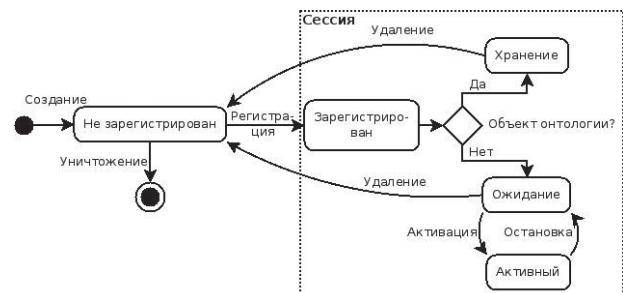 Сессия
Удаление
Хранение
Да
Создание
Не зарегистрирован
Регистра-
ция
Зарегистриро-
ван
Объект онтологии?
Нет
Уничтожение
Удаление
Ожидание
Активация
Остановка
Активный